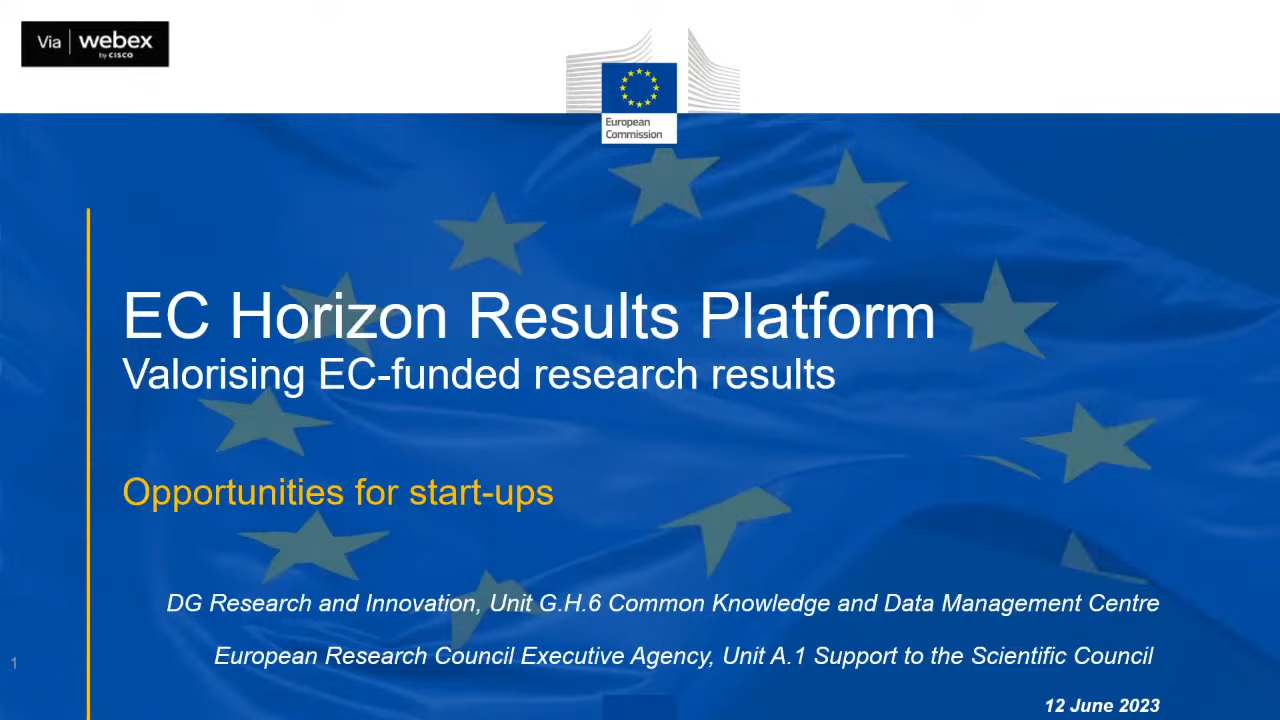 Via webex
by CISCO
European
Commission
EC Horizon Results Platform
Valorising EC-funded research results
Opportunities for start-ups
DG Research and Innovation, Unit G.H.6 Common Knowledge and Data Management Centre
European Research Council Executive Agency, Unit A.1 Support to the Scientific Council
1
12 June 2023